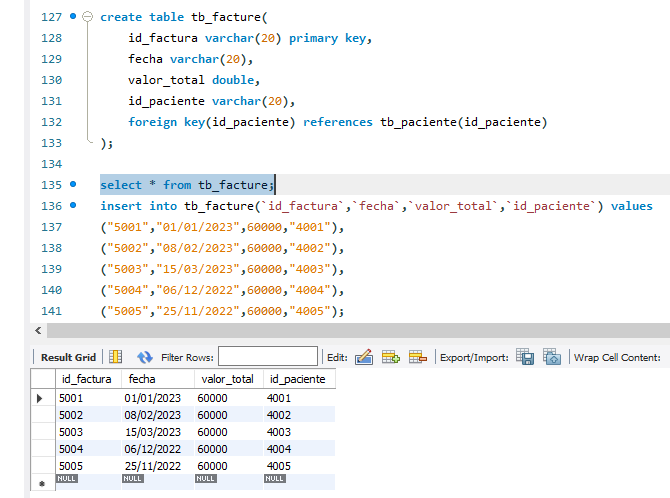 127 create table tb_facture(
128 id_factura varchar(20) primary key,
129 fecha varchar(20),
130 valor_total double,
131 id_paciente varchar(20),
132 foreign key(id_paciente) references tb_paciente(id_paciente)
133 );
134
135 select * from tb_facture;
136 insert into tb_facture(`id_factura`,`fecha`,`valor_total`,`id_paciente`) values
137 ("5001","01/01/2023",60000,"4001"),
138 ("5002","08/02/2023",60000,"4002"),
139 ("5003","15/03/2023",60000,"4003"),
140 ("5004","06/12/2022",60000,"4004"),
141 ("5005","25/11/2022",60000,"4005");
Result Grid Filter Rows: Edit: Export/Import: Wrap Cell Content:
id_factura fecha valor_total id_paciente
5001 01/01/2023 60000 4001
5002 08/02/2023 60000 4002
5003 15/03/2023 60000 4003
5004 06/12/2022 60000 4004
5005 25/11/2022 60000 4005
NULL NULL NULL NULL